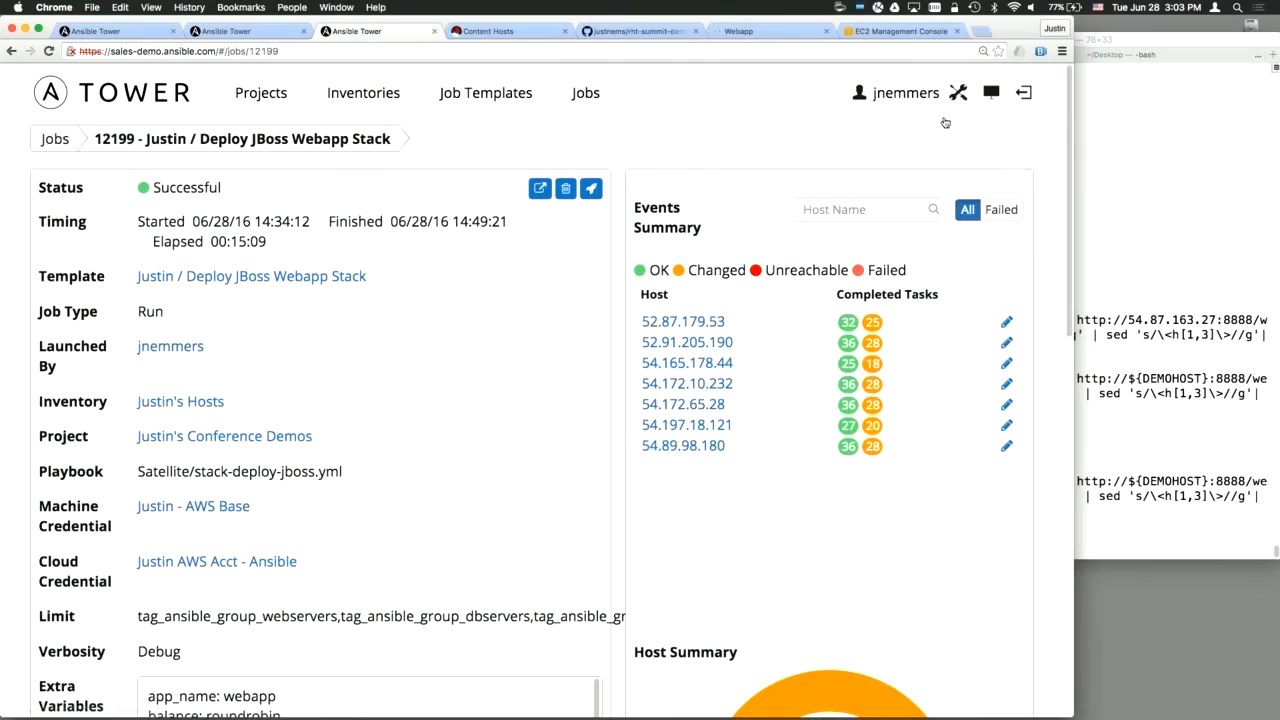 Chrome File Edit View History Bookmarks People Window Help 77% Tue Jun 28 3:03 PM
Ansible Tower Ansible Tower Ansible Tower Content Hosts justnems/rht-summit-dem Webapp EC2 Management Console Justin
https://sales-demo.ansible.com/#/jobs/12199
78×33
~/Desktop — -bash
A TOWER Projects Inventories Job Templates Jobs jnemmers
Jobs 12199 - Justin / Deploy JBoss Webapp Stack
Status Successful
Timing Started 06/28/16 14:34:12 Finished 06/28/16 14:49:21
Elapsed 00:15:09
Template Justin / Deploy JBoss Webapp Stack
Job Type Run
Launched By jnemmers
Inventory Justin's Hosts
Project Justin's Conference Demos
Playbook Satellite/stack-deploy-jboss.yml
Machine Credential Justin - AWS Base
Cloud Credential Justin AWS Acct - Ansible
Limit tag_ansible_group_webservers,tag_ansible_group_dbservers,tag_ansible_gr
Verbosity Debug
Extra Variables app_name: webapp
balance: roundrobin
Events Summary Host Name All Failed
OK Changed Unreachable Failed
Host Completed Tasks
52.87.179.53 32 25
52.91.205.190 36 28
54.165.178.44 25 18
54.172.10.232 36 28
54.172.65.28 36 28
54.197.18.121 27 20
54.89.98.180 36 28
Host Summary
http://54.87.163.27:8888/w
g' | sed 's/\<h[1,3]\>//g'|
http://${DEMOHOST}:8888/we
| sed 's/\<h[1,3]\>//g'|
http://${DEMOHOST}:8888/we
| sed 's/\<h[1,3]\>//g'|